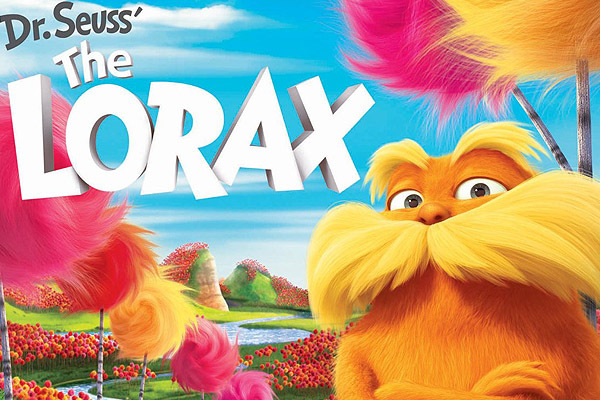 Dr. Seuss'
The
LORAX